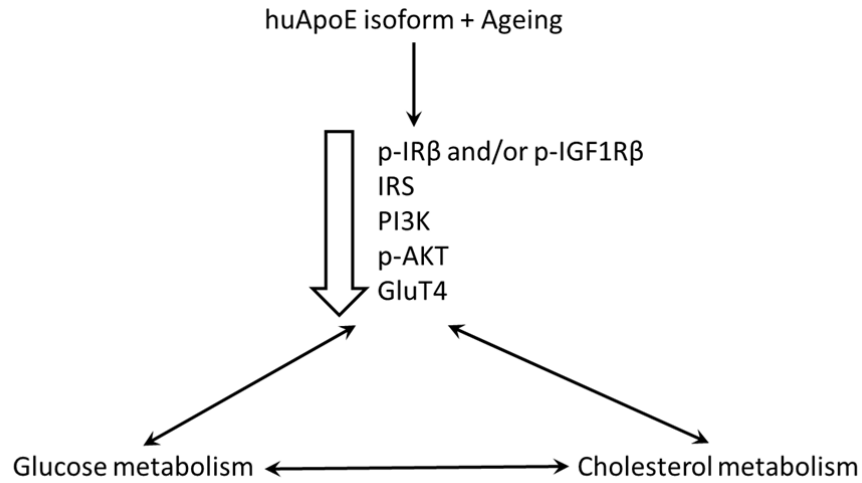 huApoE isoform + Ageing
p-IRβ and/or p-IGF1Rβ
IRS
PI3K
p-AKT
GluT4
Glucose metabolism
Cholesterol metabolism